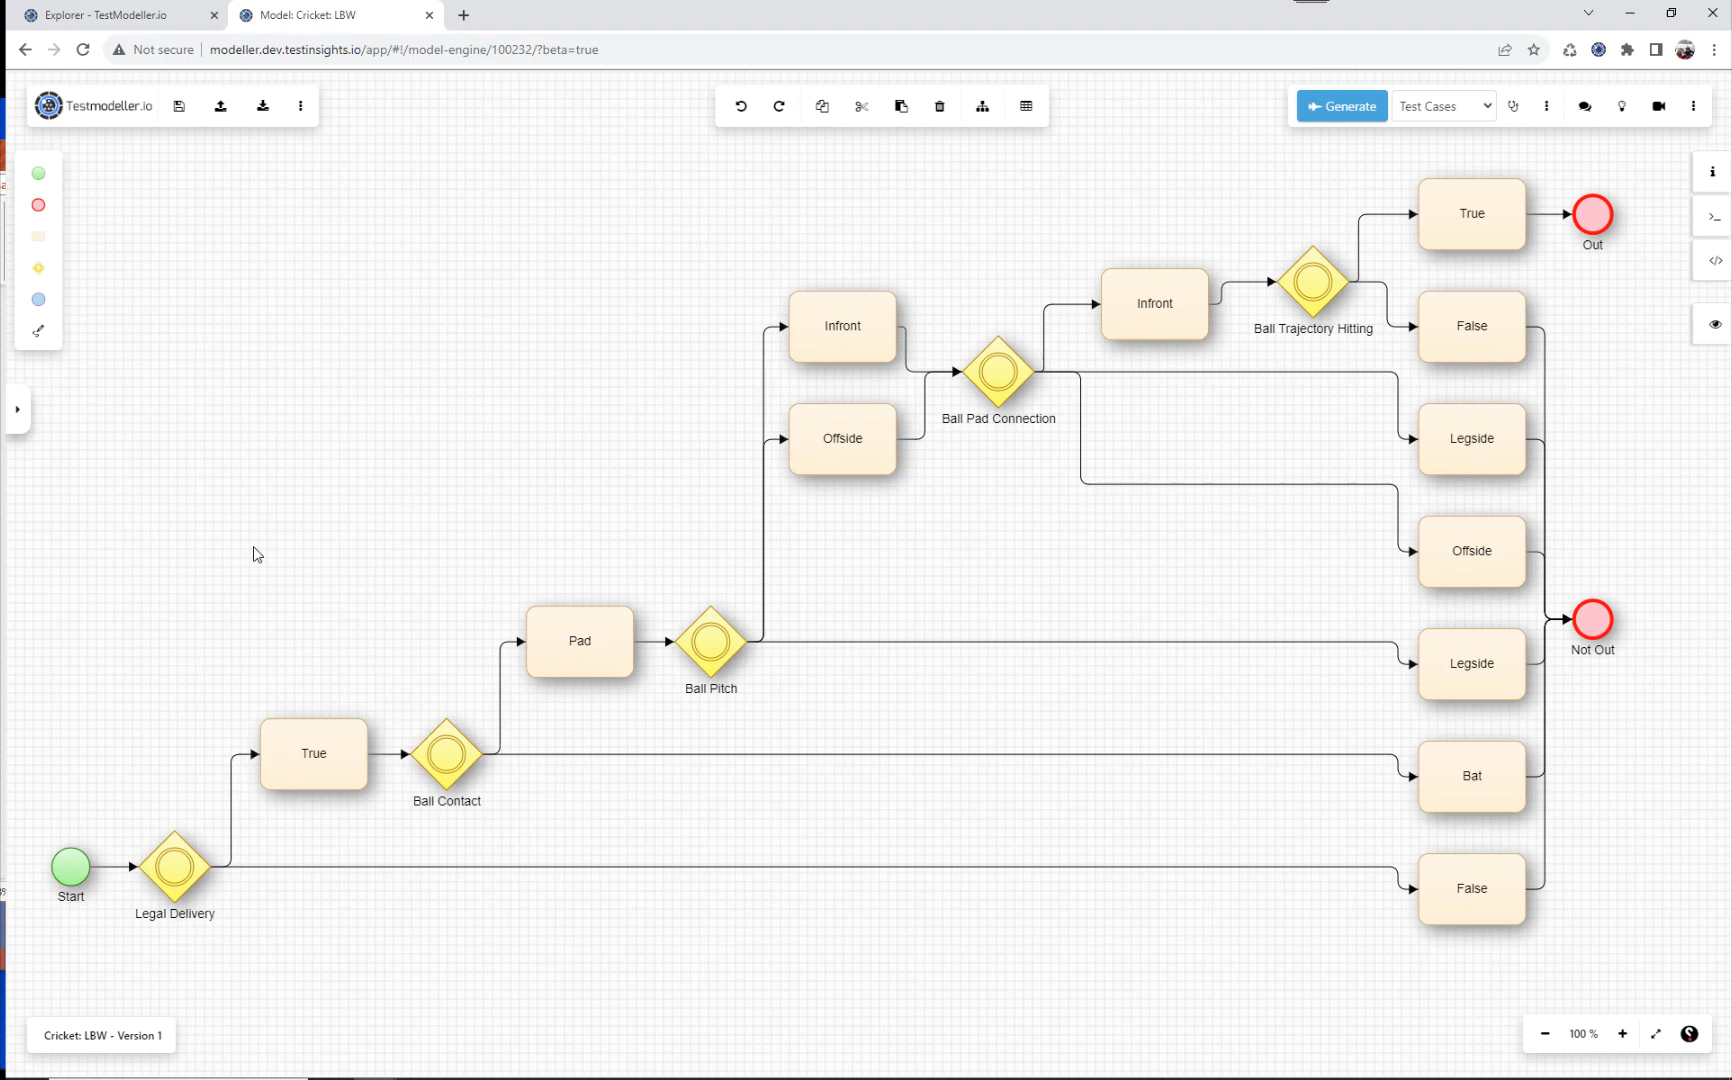 Explorer - TestModeller.io
Model: Cricket: LBW
Not secure
modeller.dev.testinsights.io/app/#!/model-engine/100232/?beta=true
Testmodeller.io
Generate
Test Cases
True
Out
Infront
Infront
Ball Trajectory Hitting
False
Ball Pad Connection
Offside
Legside
Offside
Pad
Ball Pitch
Legside
Not Out
True
Ball Contact
Bat
Start
Legal Delivery
False
Cricket: LBW - Version 1
100 %